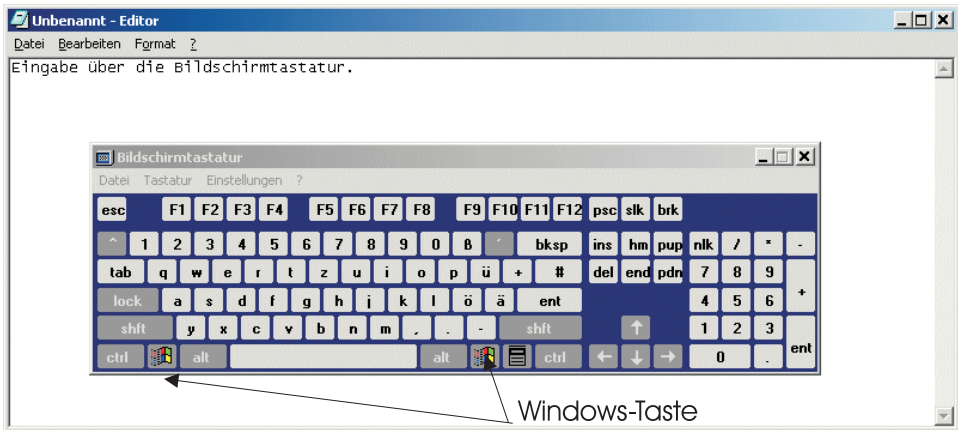 Unbenannt - Editor
Datei Bearbeiten Format ?
Eingabe über die Bildschirmtastatur.
Bildschirmtastatur
Datei Tastatur Einstellungen ?
esc F1 F2 F3 F4 F5 F6 F7 F8 F9 F10 F11 F12 psc slk brk
^ 1 2 3 4 5 6 7 8 9 0 ß ´ bksp ins hm pup nlk / * -
tab q w e r t z u i o p ü + # del end pdn 7 8 9
lock a s d f g h j k l ö ä ent 4 5 6 +
shft y x c v b n m , . - shft ↑ 1 2 3
ctrl alt alt ctrl ← ↓ → 0 . ent
Windows-Taste